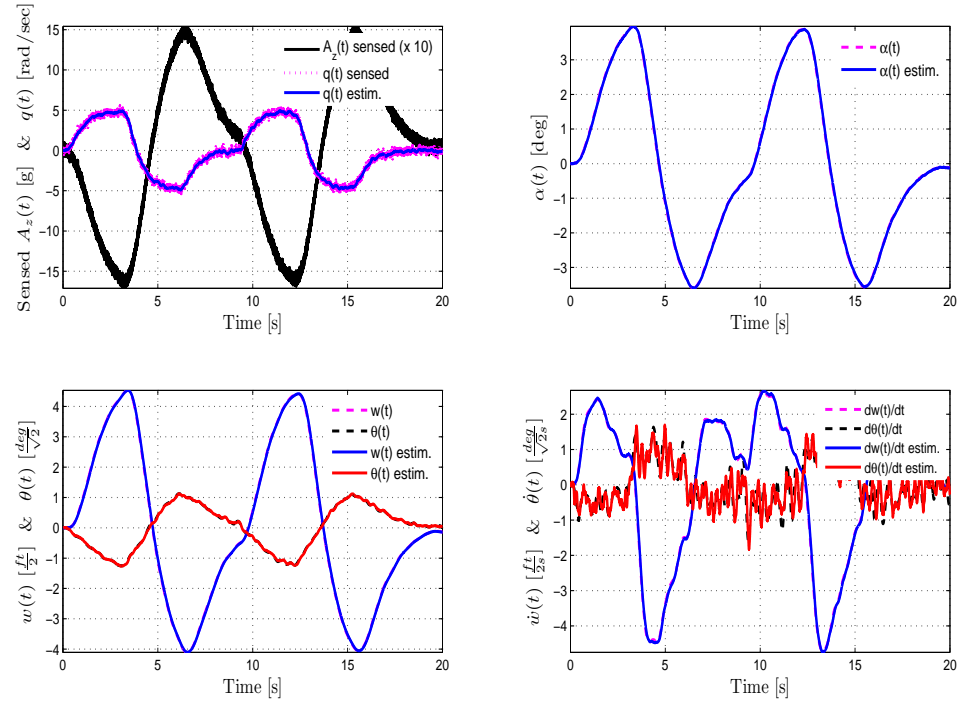 Sensed A_z(t) [g] & q(t) [rad/sec]
15
10
5
0
-5
-10
-15
0 5 10 15 20
Time [s]
A_z(t) sensed (x 10)
q(t) sensed
q(t) estim.
α(t) [deg]
3
2
1
0
-1
-2
-3
0 5 10 15 20
Time [s]
α(t)
α(t) estim.
w(t) [ft/2] & θ(t) [deg/√2]
4
3
2
1
0
-1
-2
-3
-4
0 5 10 15 20
Time [s]
w(t)
θ(t)
w(t) estim.
θ(t) estim.
ẇ(t) [ft/2s] & θ̇(t) [deg/√2s]
2
1
0
-1
-2
-3
-4
0 5 10 15 20
Time [s]
dw(t)/dt
dθ(t)/dt
dw(t)/dt estim.
dθ(t)/dt estim.